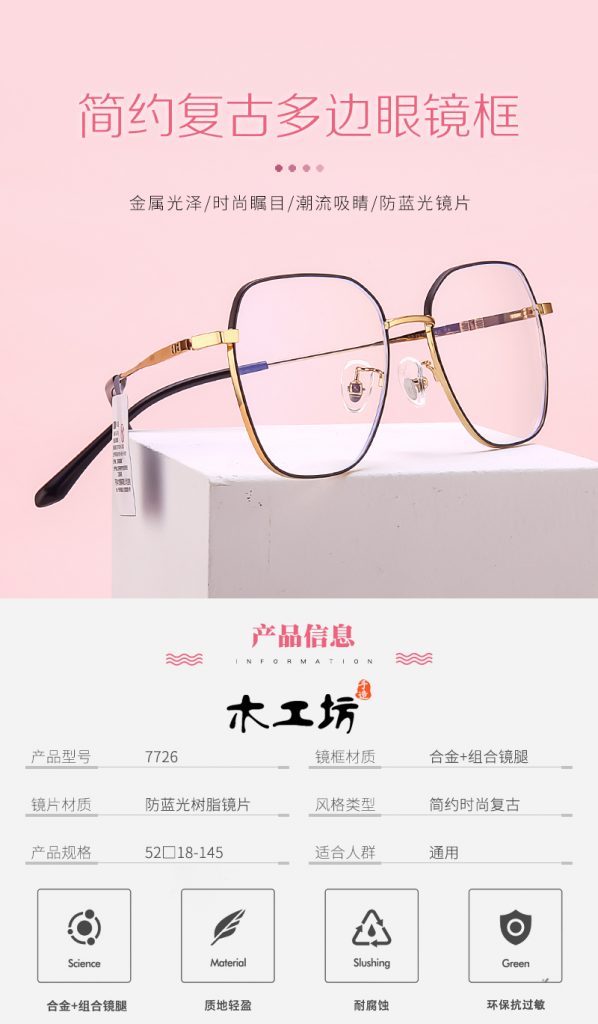 简约复古多边眼镜框
金属光泽/时尚瞩目/潮流吸睛/防蓝光镜片
产品信息
INFORMATION
木工坊
产品型号 7726 镜框材质 合金+组合镜腿
镜片材质 防蓝光树脂镜片 风格类型 简约时尚复古
产品规格 52□18-145 适合人群 通用
Science Material Slushing Green
合金+组合镜腿 质地轻盈 耐腐蚀 环保抗过敏